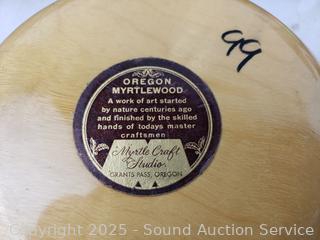 99
OREGON
MYRTLEWOOD
A work of art started
by nature centuries ago
and finished by the skilled
hands of todays master
craftsmen
Myrtle Craft
Studio
GRANTS PASS, OREGON
Copyright 2025 - Sound Auction Service